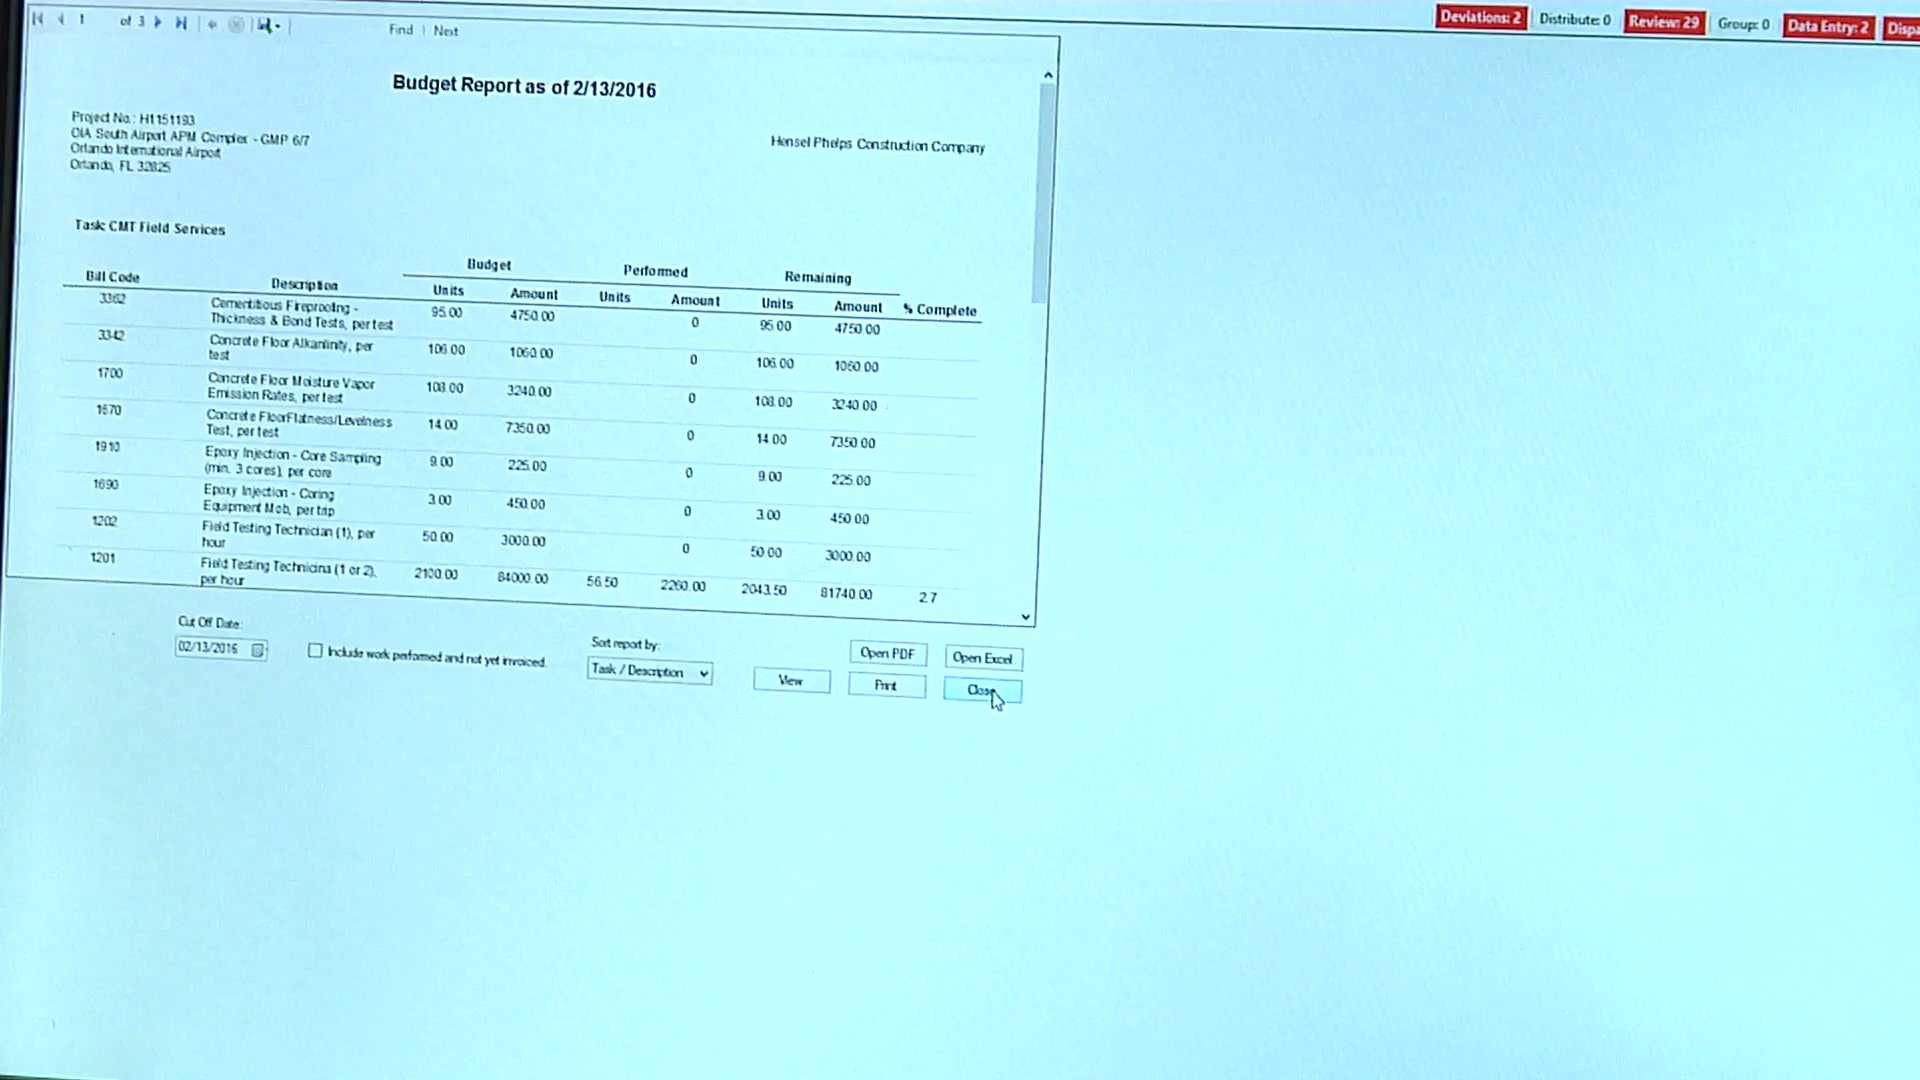 1 of 3 Find | Next
Deviations: 2 Distribute: 0 Review: 29 Group: 0 Data Entry: 2 Dispa
Budget Report as of 2/13/2016
Project No.: H1151193
OIA South Airport APM Complex - GMP 6/7
Orlando International Airport
Orlando, FL 32825
Hensel Phelps Construction Company
Task: CMT Field Services
Budget Performed Remaining
Bill Code Description Units Amount Units Amount Units Amount % Complete
3362 Cementitious Fireproofing - 95.00 4750.00 0 95.00 4750.00
Thickness & Bond Tests, per test
3342 Concrete Floor Alkanlinity, per 106.00 1060.00 0 106.00 1060.00
test
1700 Concrete Floor Moisture Vapor 108.00 3240.00 0 108.00 3240.00
Emission Rates, per test
1670 Concrete FloorFlatness/Levelness 14.00 7350.00 0 14.00 7350.00
Test, per test
1910 Epoxy Injection - Core Sampling 9.00 225.00 0 9.00 225.00
(min. 3 cores), per core
1690 Epoxy Injection - Coring 3.00 450.00 0 3.00 450.00
Equipment Mob, per trip
1202 Field Testing Technician (1), per 50.00 3000.00 0 50.00 3000.00
hour
1201 Field Testing Technicina (1 or 2), 2100.00 84000.00 56.50 2260.00 2043.50 81740.00 2.7
per hour
Cut Off Date:
02/13/2016
Include work performed and not yet invoiced.
Sort report by:
Task / Description
Open PDF Open Excel
View Print Close